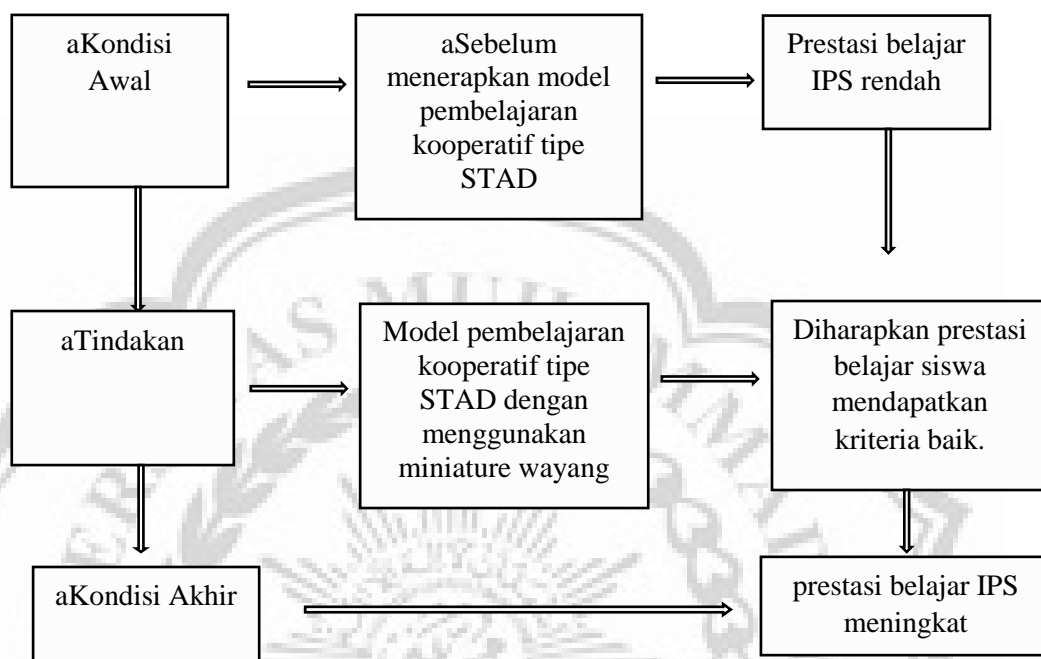 aKondisi
Awal
aSebelum
menerapkan model
pembelajaran
kooperatif tipe
STAD
Prestasi belajar
IPS rendah
aTindakan
Model pembelajaran
kooperatif tipe
STAD dengan
menggunakan
miniature wayang
Diharapkan prestasi
belajar siswa
mendapatkan
kriteria baik.
aKondisi Akhir
prestasi belajar IPS
meningkat